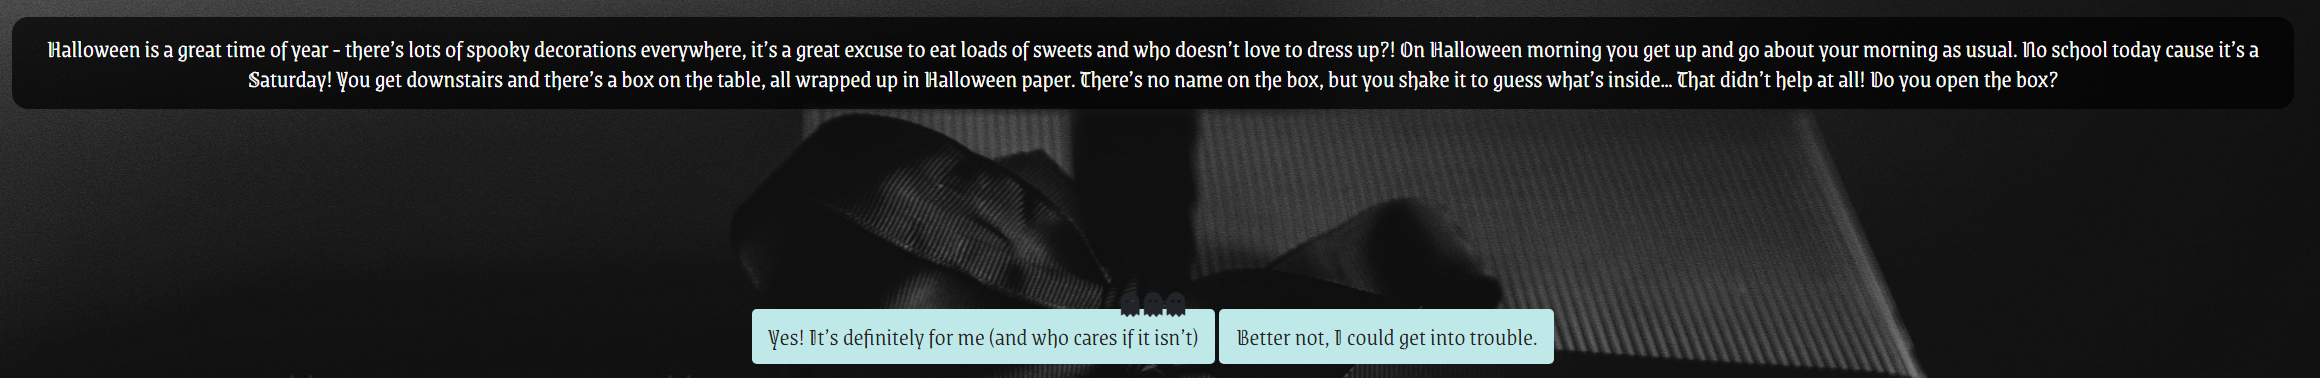 Halloween is a great time of year - there's lots of spooky decorations everywhere, it's a great excuse to eat loads of sweets and who doesn't love to dress up?! On Halloween morning you get up and go about your morning as usual. No school today cause it's a
Saturday! You get downstairs and there's a box on the table, all wrapped up in Halloween paper. There's no name on the box, but you shake it to guess what's inside... That didn't help at all! Do you open the box?
Yes! It's definitely for me (and who cares if it isn't)
Better not, I could get into trouble.